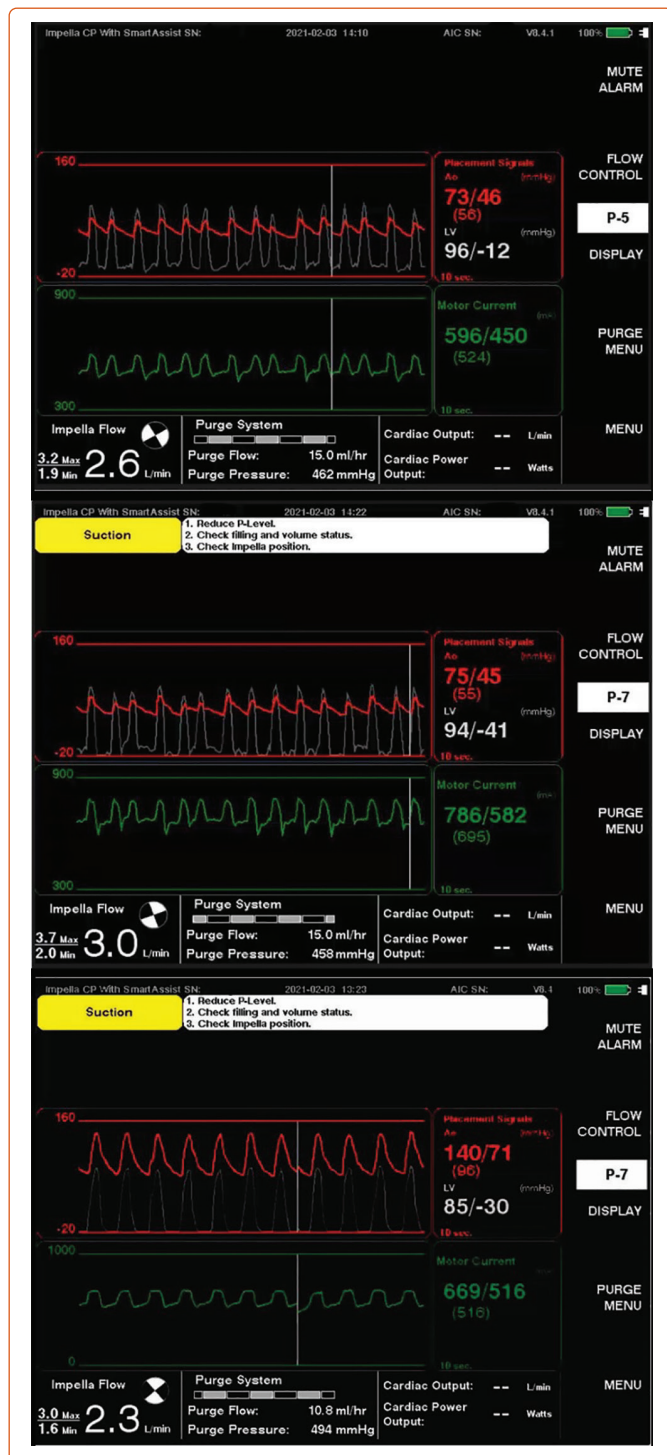 Impella CP With SmartAssist SN: 2021-02-03 14:10 AIC SN: V8.4.1 100%
MUTE ALARM
160
-20
Placement Signals
Ao (mmHg)
73/46
(56)
LV (mmHg)
96/-12
10 sec.
FLOW CONTROL
P-5
DISPLAY
900
300
Motor Current
(mA)
596/450
(524)
10 sec.
PURGE MENU
MENU
Impella Flow
3.2 Max
1.9 Min
2.6 L/min
Purge System
Purge Flow: 15.0 ml/hr
Purge Pressure: 462 mmHg
Cardiac Output: -- L/min
Cardiac Power Output: -- Watts
Impella CP With SmartAssist SN: 2021-02-03 14:22 AIC SN: V8.4.1 100%
Suction
1. Reduce P-Level.
2. Check filling and volume status.
3. Check Impella position.
MUTE ALARM
160
-20
Placement Signals
Ao (mmHg)
75/45
(55)
LV (mmHg)
94/-41
10 sec.
FLOW CONTROL
P-7
DISPLAY
900
300
Motor Current
(mA)
786/582
(695)
10 sec.
PURGE MENU
MENU
Impella Flow
3.7 Max
2.0 Min
3.0 L/min
Purge System
Purge Flow: 15.0 ml/hr
Purge Pressure: 458 mmHg
Cardiac Output: -- L/min
Cardiac Power Output: -- Watts
Impella CP With SmartAssist SN: 2021-02-03 13:23 AIC SN: V8.4 100%
Suction
1. Reduce P-Level.
2. Check filling and volume status.
3. Check Impella position.
MUTE ALARM
160
-20
Placement Signals
Ao (mmHg)
140/71
(96)
LV (mmHg)
85/-30
10 sec.
FLOW CONTROL
P-7
DISPLAY
1000
0
Motor Current
669/516
(516)
10 sec.
PURGE MENU
MENU
Impella Flow
3.0 Max
1.6 Min
2.3 L/min
Purge System
Purge Flow: 10.8 ml/hr
Purge Pressure: 494 mmHg
Cardiac Output: -- L/min
Cardiac Power Output: -- Watts